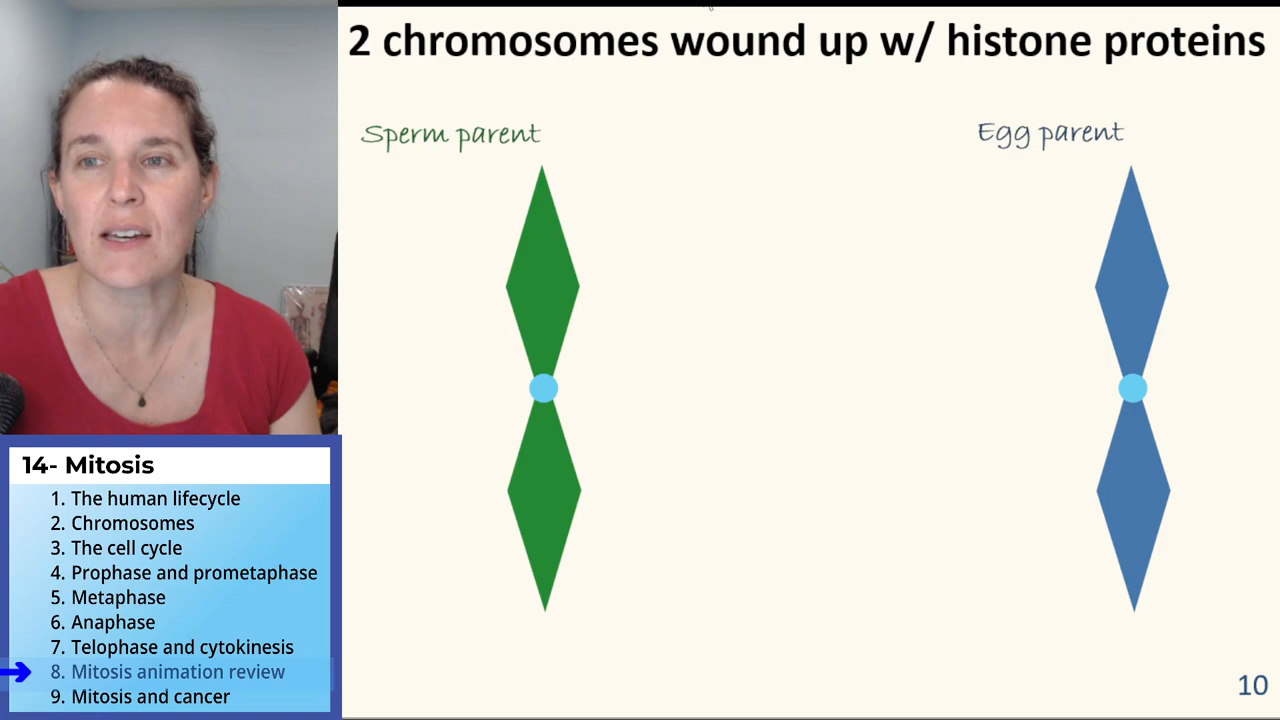 2 chromosomes wound up w/ histone proteins
Sperm parent
Egg parent
14- Mitosis
1. The human lifecycle
2. Chromosomes
3. The cell cycle
4. Prophase and prometaphase
5. Metaphase
6. Anaphase
7. Telophase and cytokinesis
8. Mitosis animation review
9. Mitosis and cancer
10